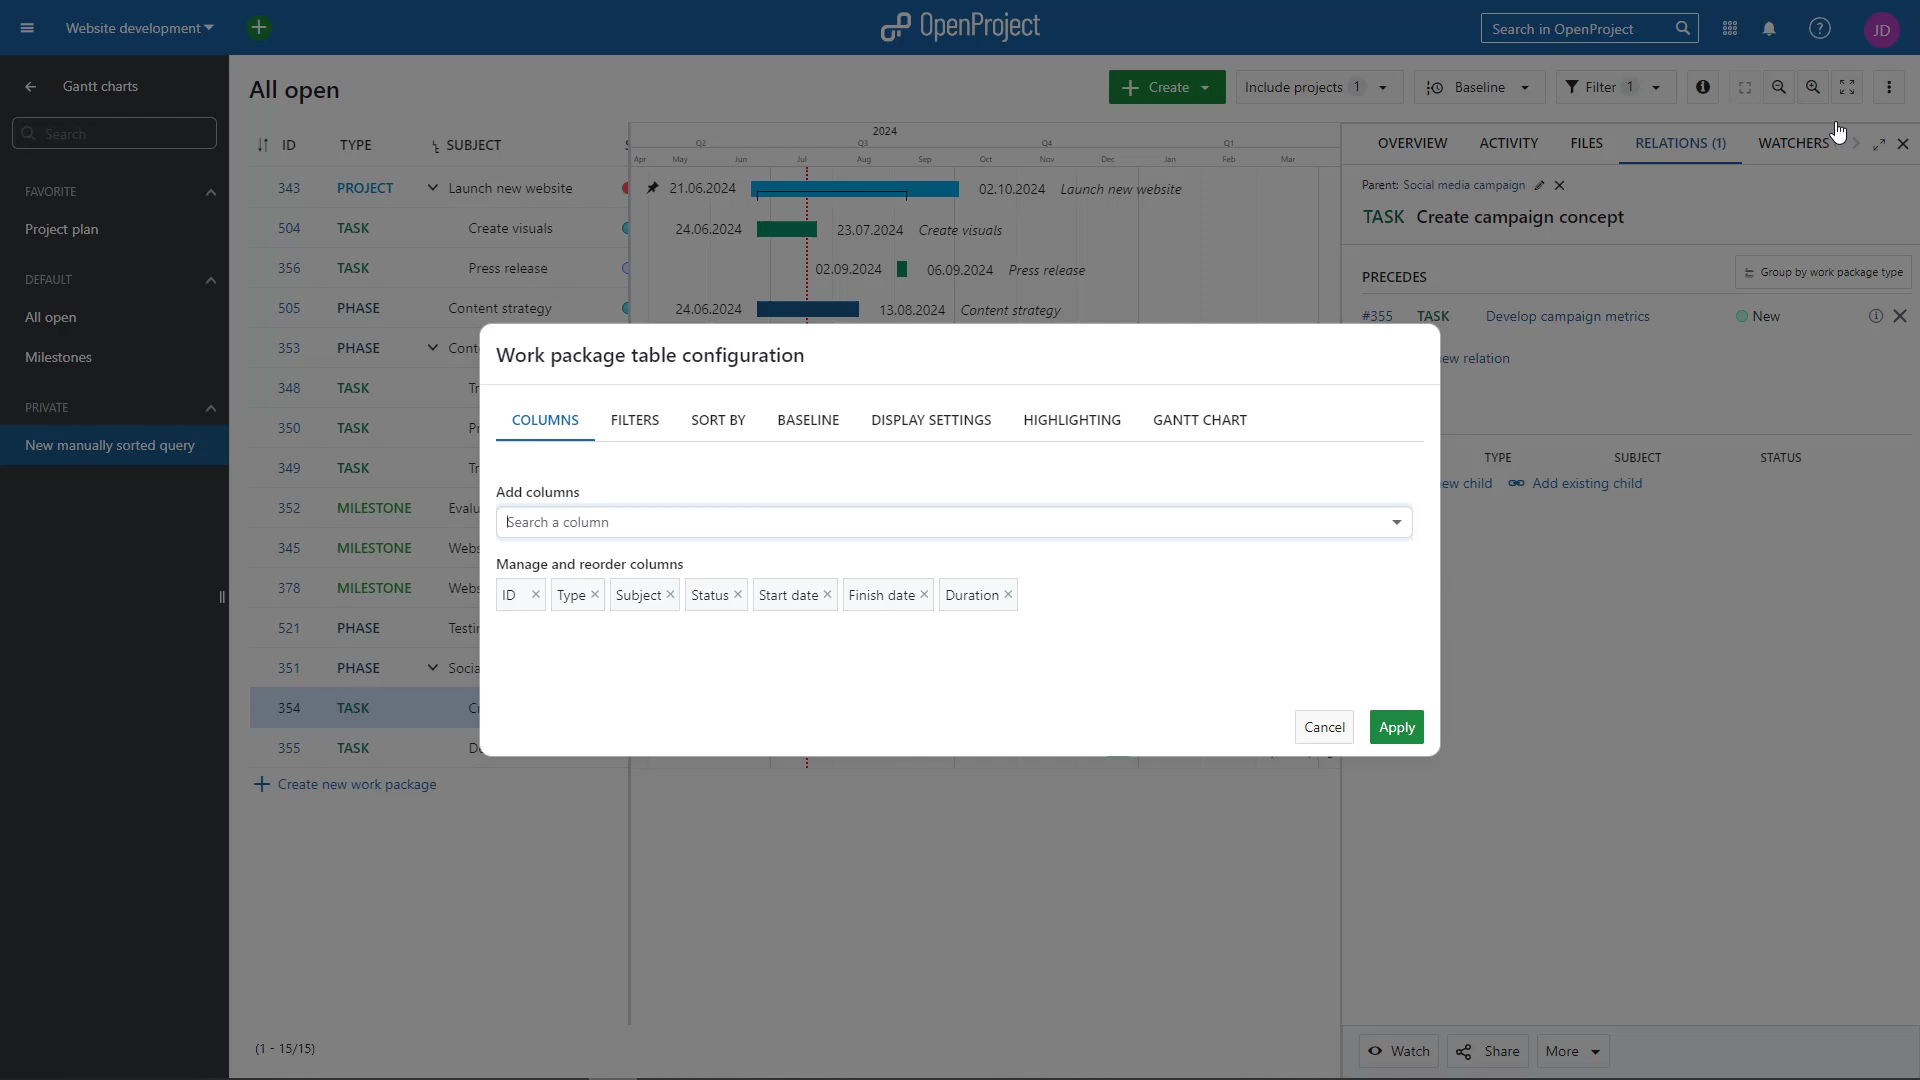 Website development
OpenProject
Search in OpenProject
JD
Gantt charts
Search
FAVORITE
Project plan
DEFAULT
All open
Milestones
PRIVATE
New manually sorted query
All open
Create
Include projects 1
Baseline
Filter 1
ID TYPE SUBJECT
2024
Q2 Q3 Q4 Q1
Apr May Jun Jul Aug Sep Oct Nov Dec Jan Feb Mar
343 PROJECT Launch new website
21.06.2024 02.10.2024 Launch new website
504 TASK Create visuals
24.06.2024 23.07.2024 Create visuals
356 TASK Press release
02.09.2024 06.09.2024 Press release
505 PHASE Content strategy
24.06.2024 13.08.2024 Content strategy
353 PHASE Cont
348 TASK Tr
350 TASK Pr
349 TASK Tr
352 MILESTONE Evalu
345 MILESTONE Webs
378 MILESTONE Webs
521 PHASE Testi
351 PHASE Socia
354 TASK
355 TASK
Create new work package
(1 - 15/15)
OVERVIEW ACTIVITY FILES RELATIONS (1) WATCHERS
Parent: Social media campaign
TASK Create campaign concept
PRECEDES
Group by work package type
#355 TASK Develop campaign metrics New
ew relation
TYPE SUBJECT STATUS
ew child Add existing child
Watch Share More
Work package table configuration
COLUMNS FILTERS SORT BY BASELINE DISPLAY SETTINGS HIGHLIGHTING GANTT CHART
Add columns
Search a column
Manage and reorder columns
ID Type Subject Status Start date Finish date Duration
Cancel Apply